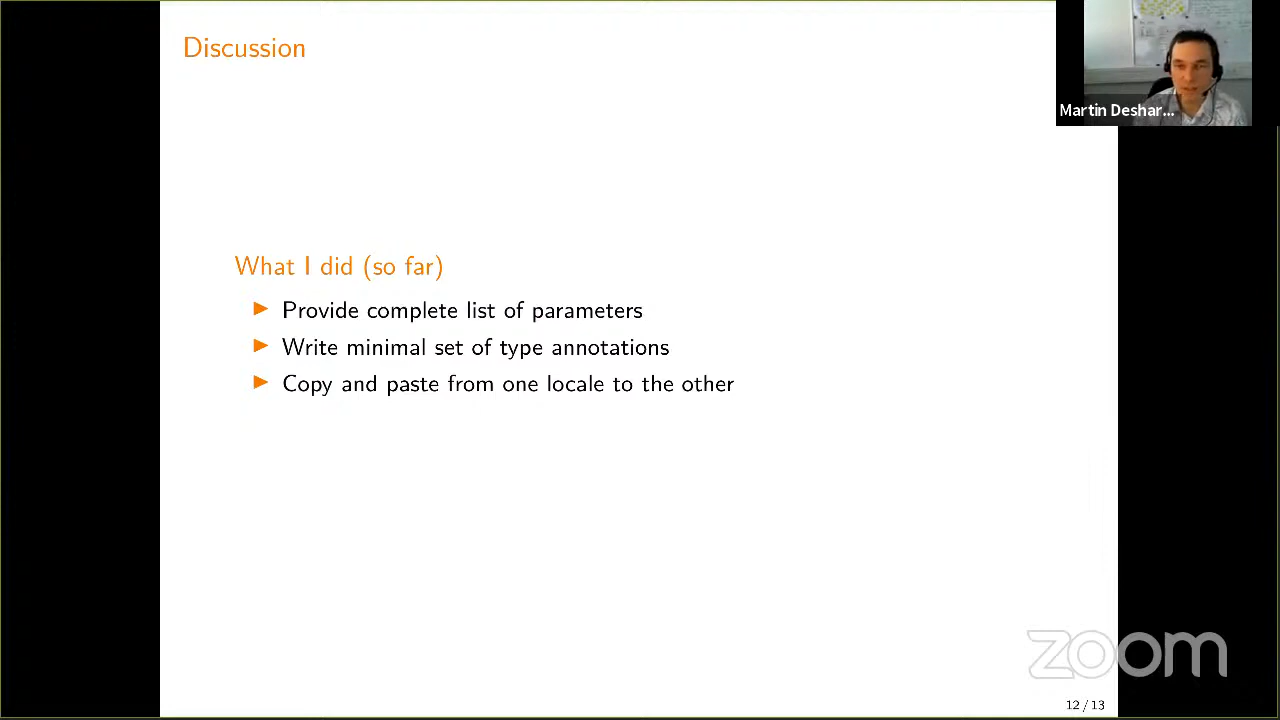 Discussion
Martin Deshar...
What I did (so far)
Provide complete list of parameters
Write minimal set of type annotations
Copy and paste from one locale to the other
zoom
12 / 13